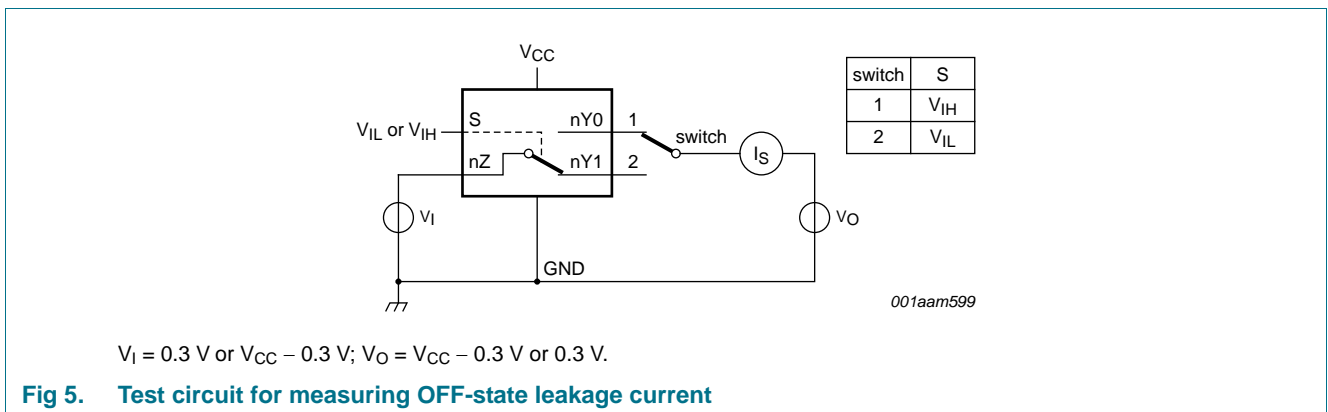 VCC
switch S
1 VIH
2 VIL
VIL or VIH
S
nY0
1
switch
IS
nZ
nY1
2
VI
VO
GND
001aam599
VI = 0.3 V or VCC − 0.3 V; VO = VCC − 0.3 V or 0.3 V.
Fig 5. Test circuit for measuring OFF-state leakage current